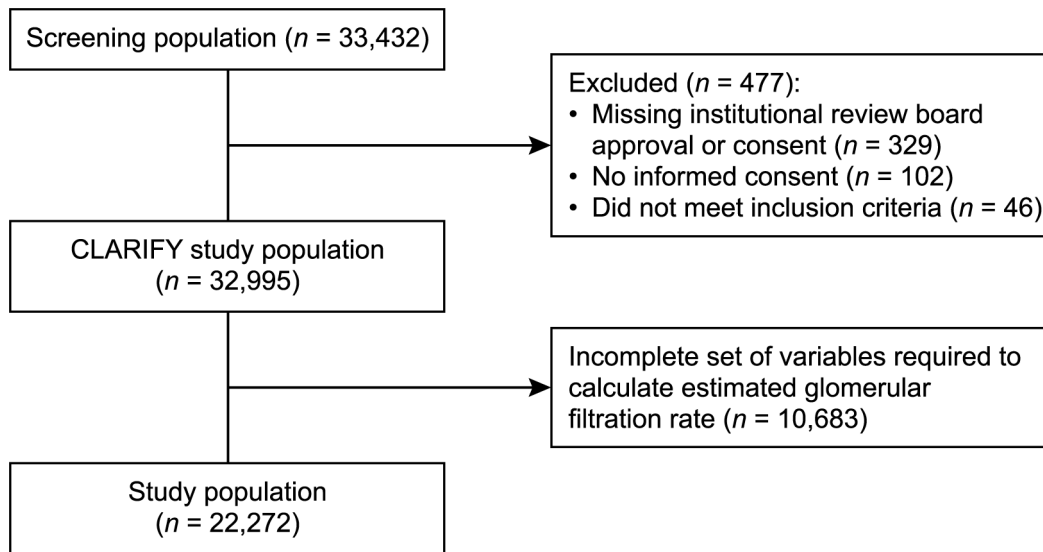 Screening population (n = 33,432)
Excluded (n = 477):
• Missing institutional review board
approval or consent (n = 329)
• No informed consent (n = 102)
• Did not meet inclusion criteria (n = 46)
CLARIFY study population
(n = 32,995)
Incomplete set of variables required to
calculate estimated glomerular
filtration rate (n = 10,683)
Study population
(n = 22,272)